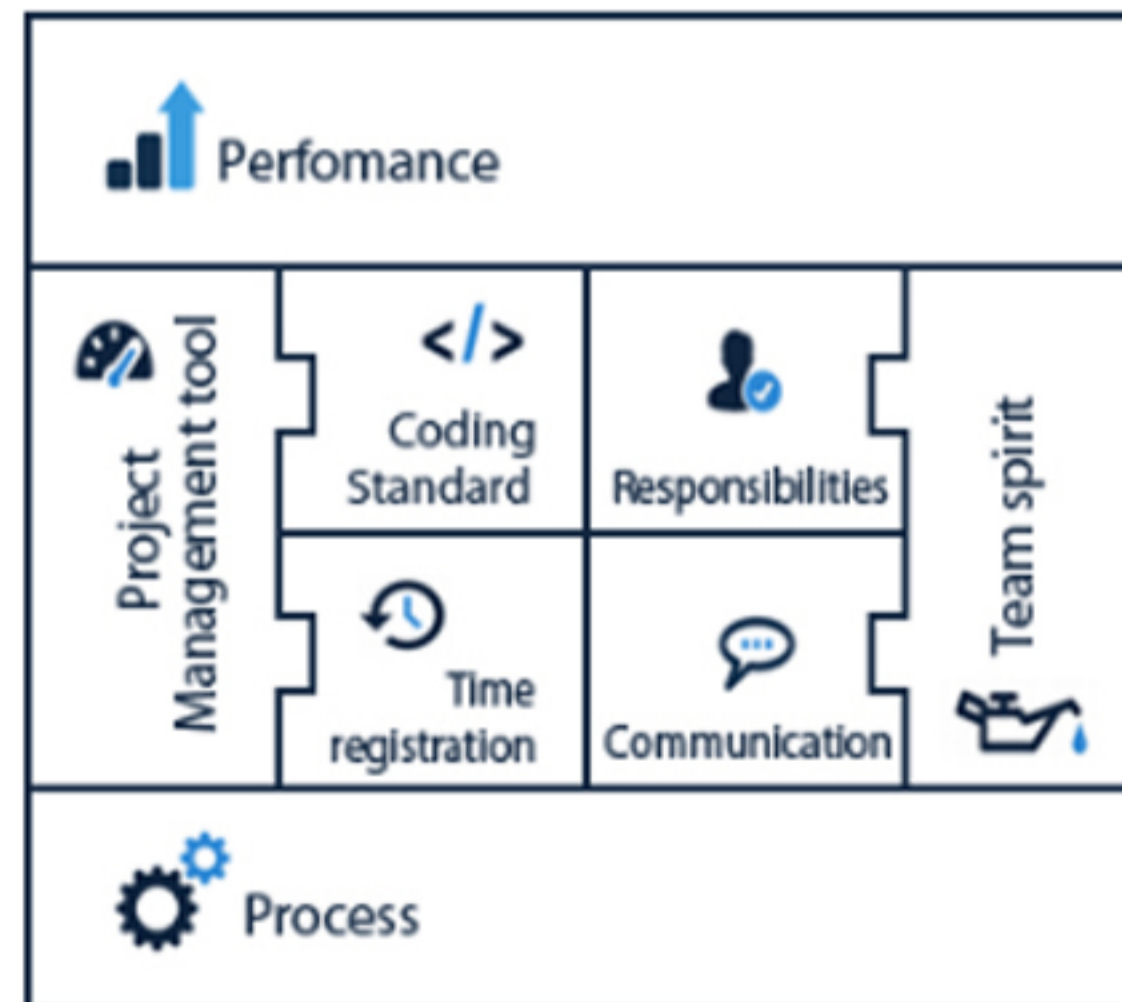 Perfomance
Project
Management tool
</>
Coding
Standard
Responsibilities
Team spirit
Time
registration
Communication
Process